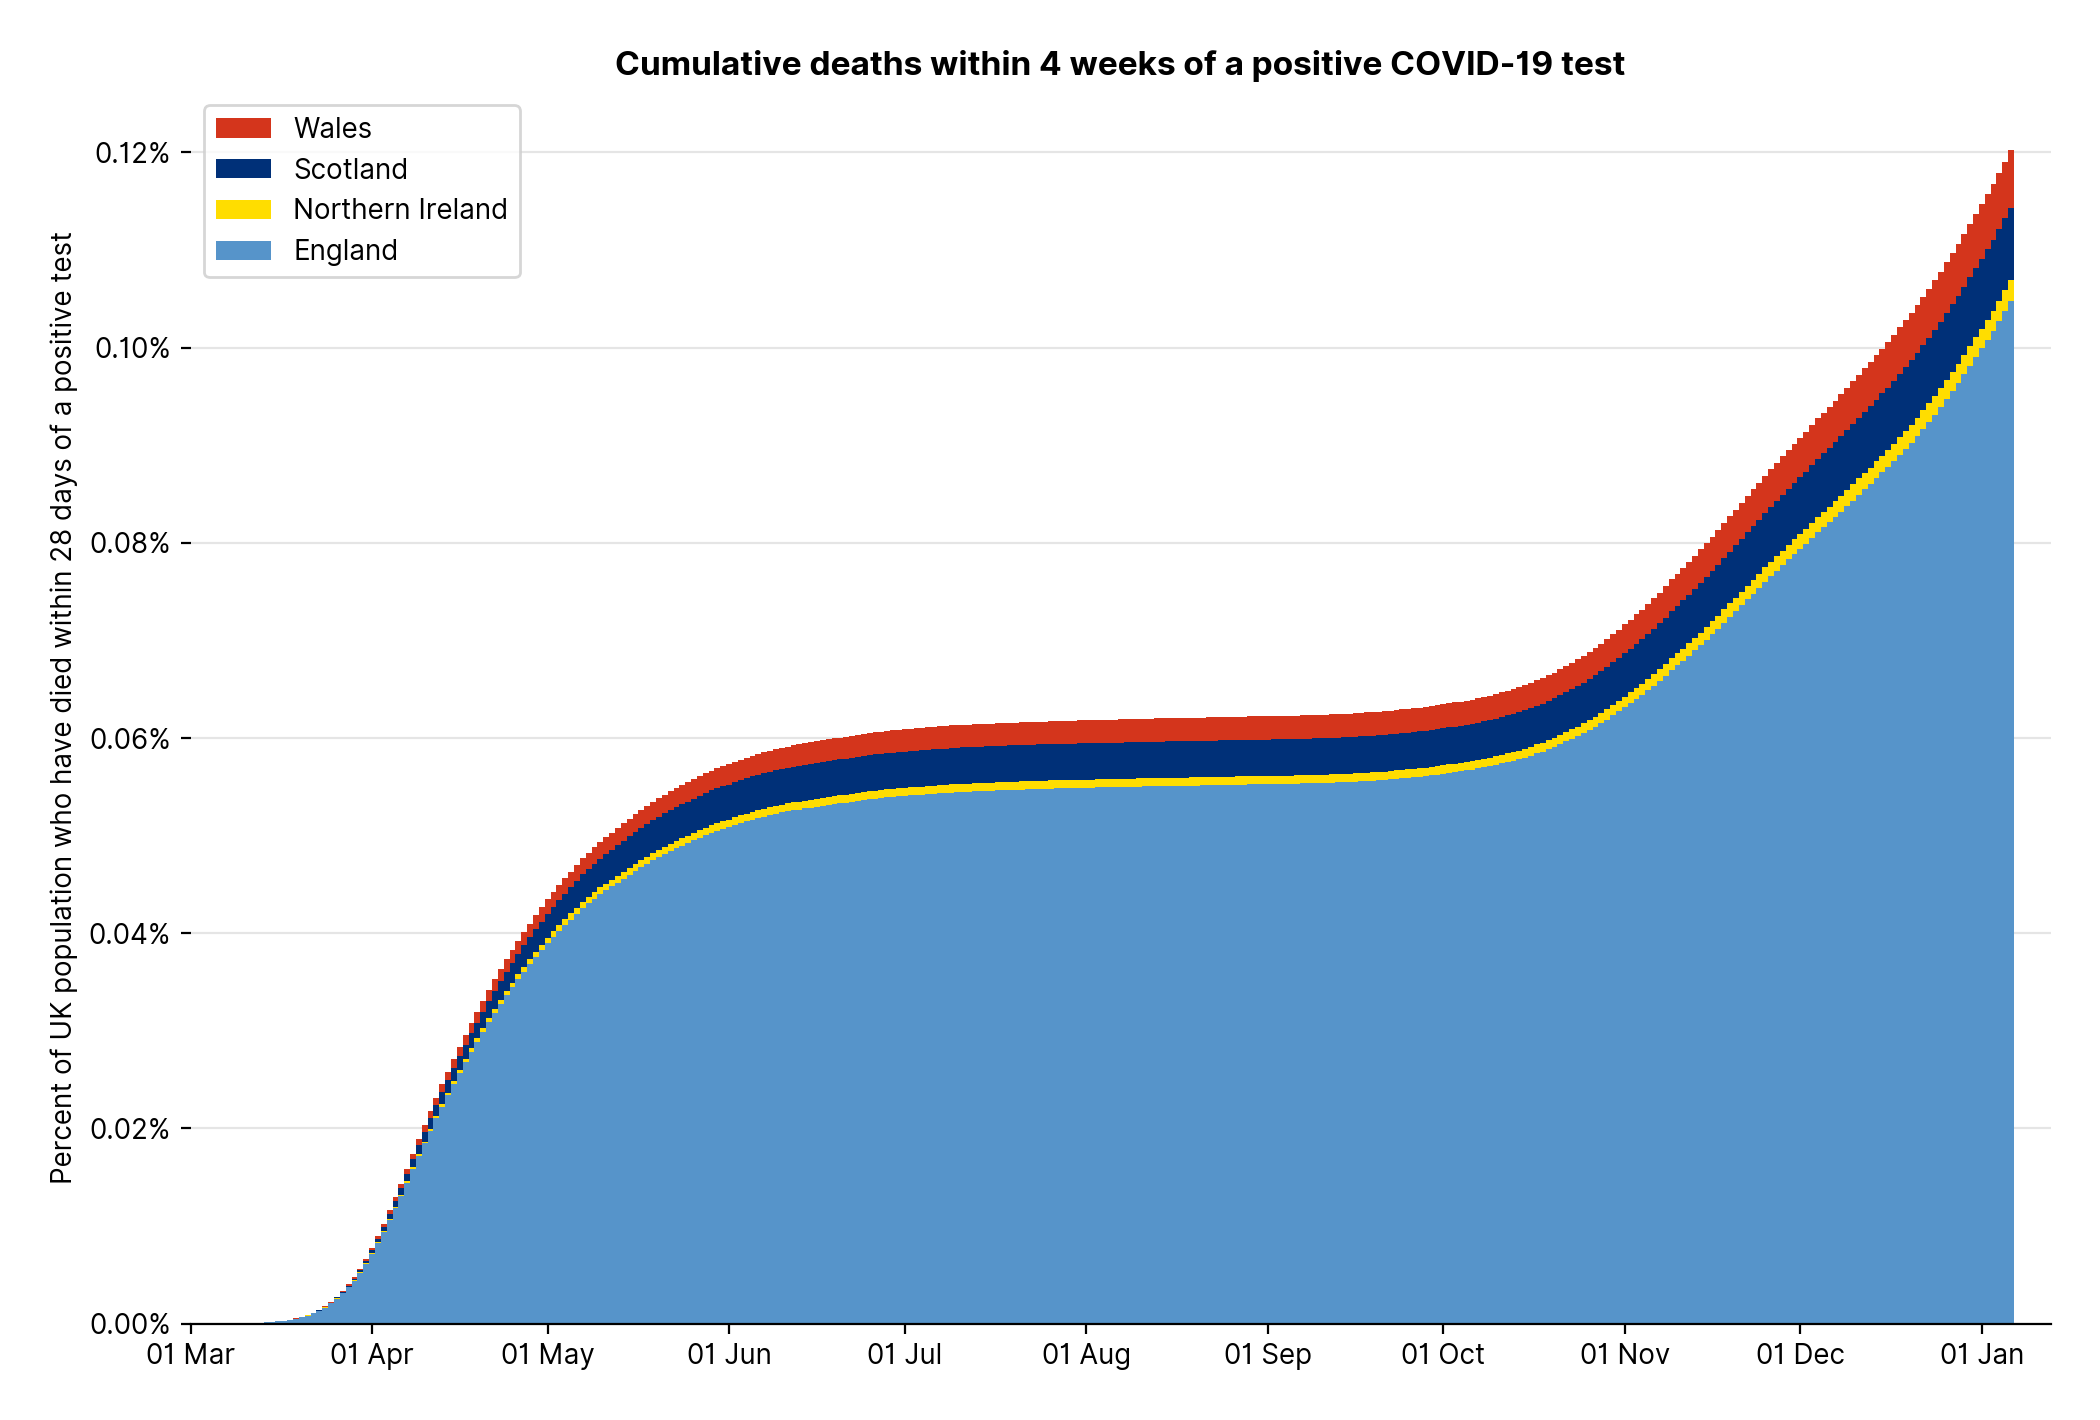 Cumulative deaths within 4 weeks of a positive COVID-19 test
Wales
Scotland
Northern Ireland
England
Percent of UK population who have died within 28 days of a positive test
0.12%
0.10%
0.08%
0.06%
0.04%
0.02%
0.00%
01 Mar
01 Apr
01 May
01 Jun
01 Jul
01 Aug
01 Sep
01 Oct
01 Nov
01 Dec
01 Jan